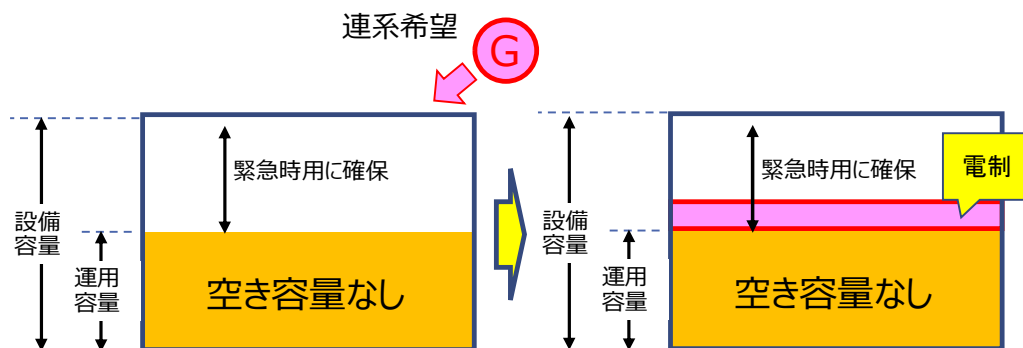 連系希望
G
緊急時用に確保
設備
容量
運用
容量
空き容量なし
緊急時用に確保
電制
設備
容量
運用
容量
空き容量なし